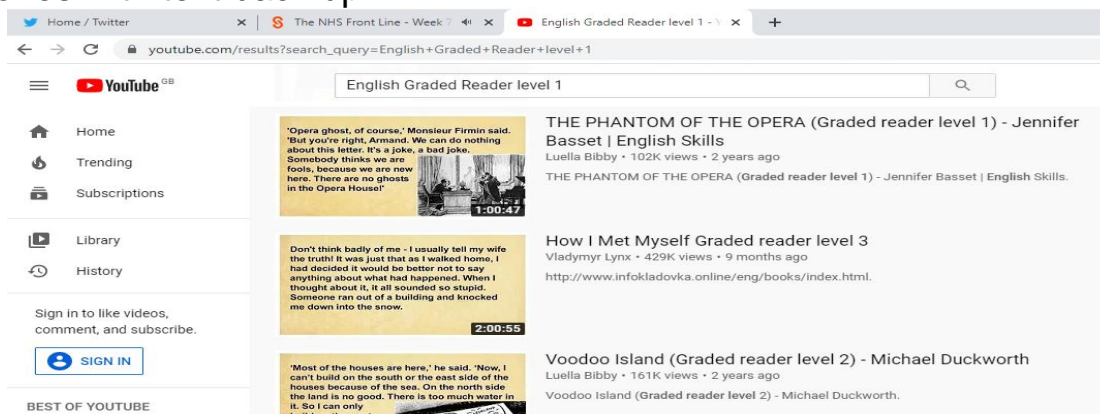 Home / Twitter
The NHS Front Line - Week 7
English Graded Reader level 1 - Y
youtube.com/results?search_query=English+Graded+Reader+level+1
YouTube GB
English Graded Reader level 1
Home
Trending
Subscriptions
Library
History
Sign in to like videos,
comment, and subscribe.
SIGN IN
BEST OF YOUTUBE
'Opera ghost, of course,' Monsieur Firmin said.
'But you're right, Armand. We can do nothing
about this letter. It's a joke, a bad joke.
Somebody thinks we are
fools, because we are new
here. There are no ghosts
in the Opera House!'
1:00:47
THE PHANTOM OF THE OPERA (Graded reader level 1) - Jennifer
Basset | English Skills
Luella Bibby • 102K views • 2 years ago
THE PHANTOM OF THE OPERA (Graded reader level 1) - Jennifer Basset | English Skills.
Don't think badly of me - I usually tell my wife
the truth! It was just that as I walked home, I
had decided it would be better not to say
anything about what had happened. When I
thought about it, it all sounded so stupid.
Someone ran out of a building and knocked
me down into the snow.
2:00:55
How I Met Myself Graded reader level 3
Vladymyr Lynx • 429K views • 9 months ago
http://www.infokladovka.online/eng/books/index.html.
'Most of the houses are here,' he said. 'Now, I
can't build on the south or the east side of the
houses because of the sea. On the north side
the land is no good. There is too much water in
it. So I can only
Voodoo Island (Graded reader level 2) - Michael Duckworth
Luella Bibby • 161K views • 2 years ago
Voodoo Island (Graded reader level 2) - Michael Duckworth.